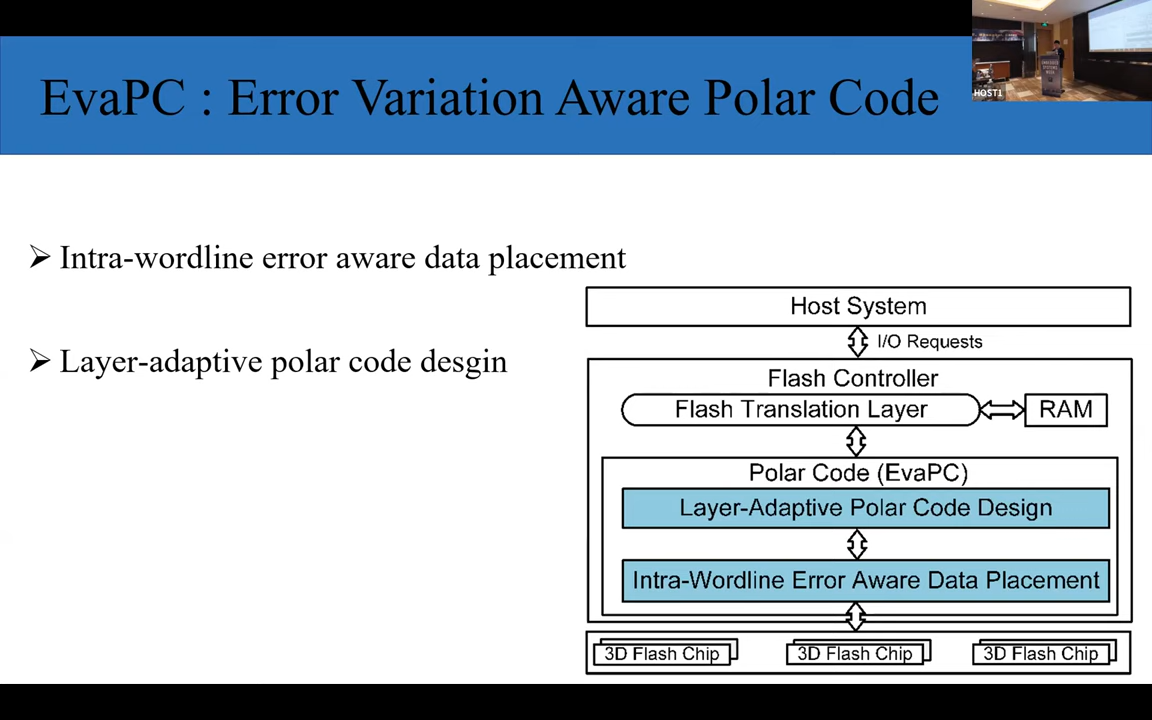 EvaPC : Error Variation Aware Polar Code
HOST1
➢ Intra-wordline error aware data placement
➢ Layer-adaptive polar code desgin
Host System
I/O Requests
Flash Controller
Flash Translation Layer
RAM
Polar Code (EvaPC)
Layer-Adaptive Polar Code Design
Intra-Wordline Error Aware Data Placement
3D Flash Chip
3D Flash Chip
3D Flash Chip